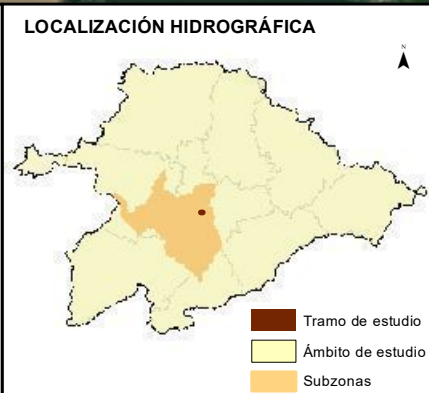 LOCALIZACIÓN HIDROGRÁFICA
N
Tramo de estudio
Ámbito de estudio
Subzonas